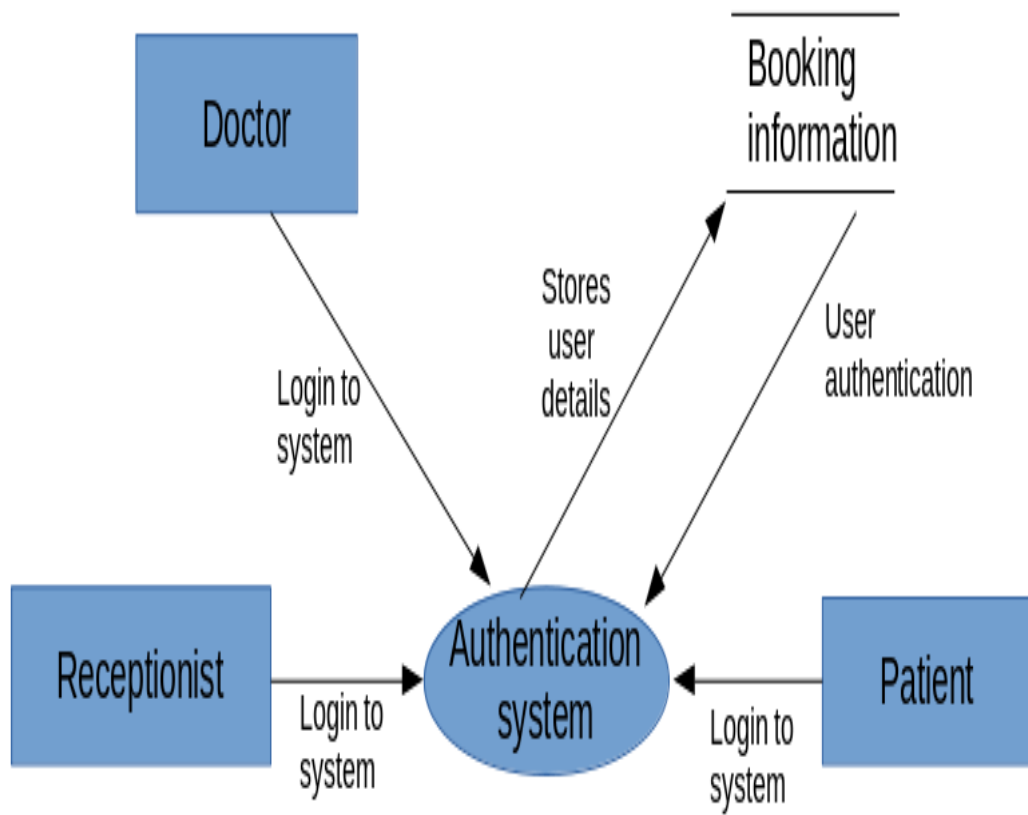 Doctor
Booking
information
Stores
user
details
User
authentication
Login to
system
Receptionist
Authentication
system
Patient
Login to
system
Login to
system